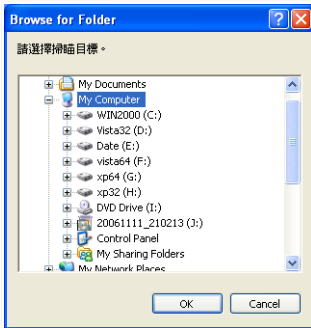 Browse for Folder
請選擇掃瞄目標。
My Documents
My Computer
WIN2000 (C:)
Vista32 (D:)
Date (E:)
vista64 (F:)
xp64 (G:)
xp32 (H:)
DVD Drive (I:)
20061111_210213 (J:)
Control Panel
My Sharing Folders
My Network Places
OK
Cancel